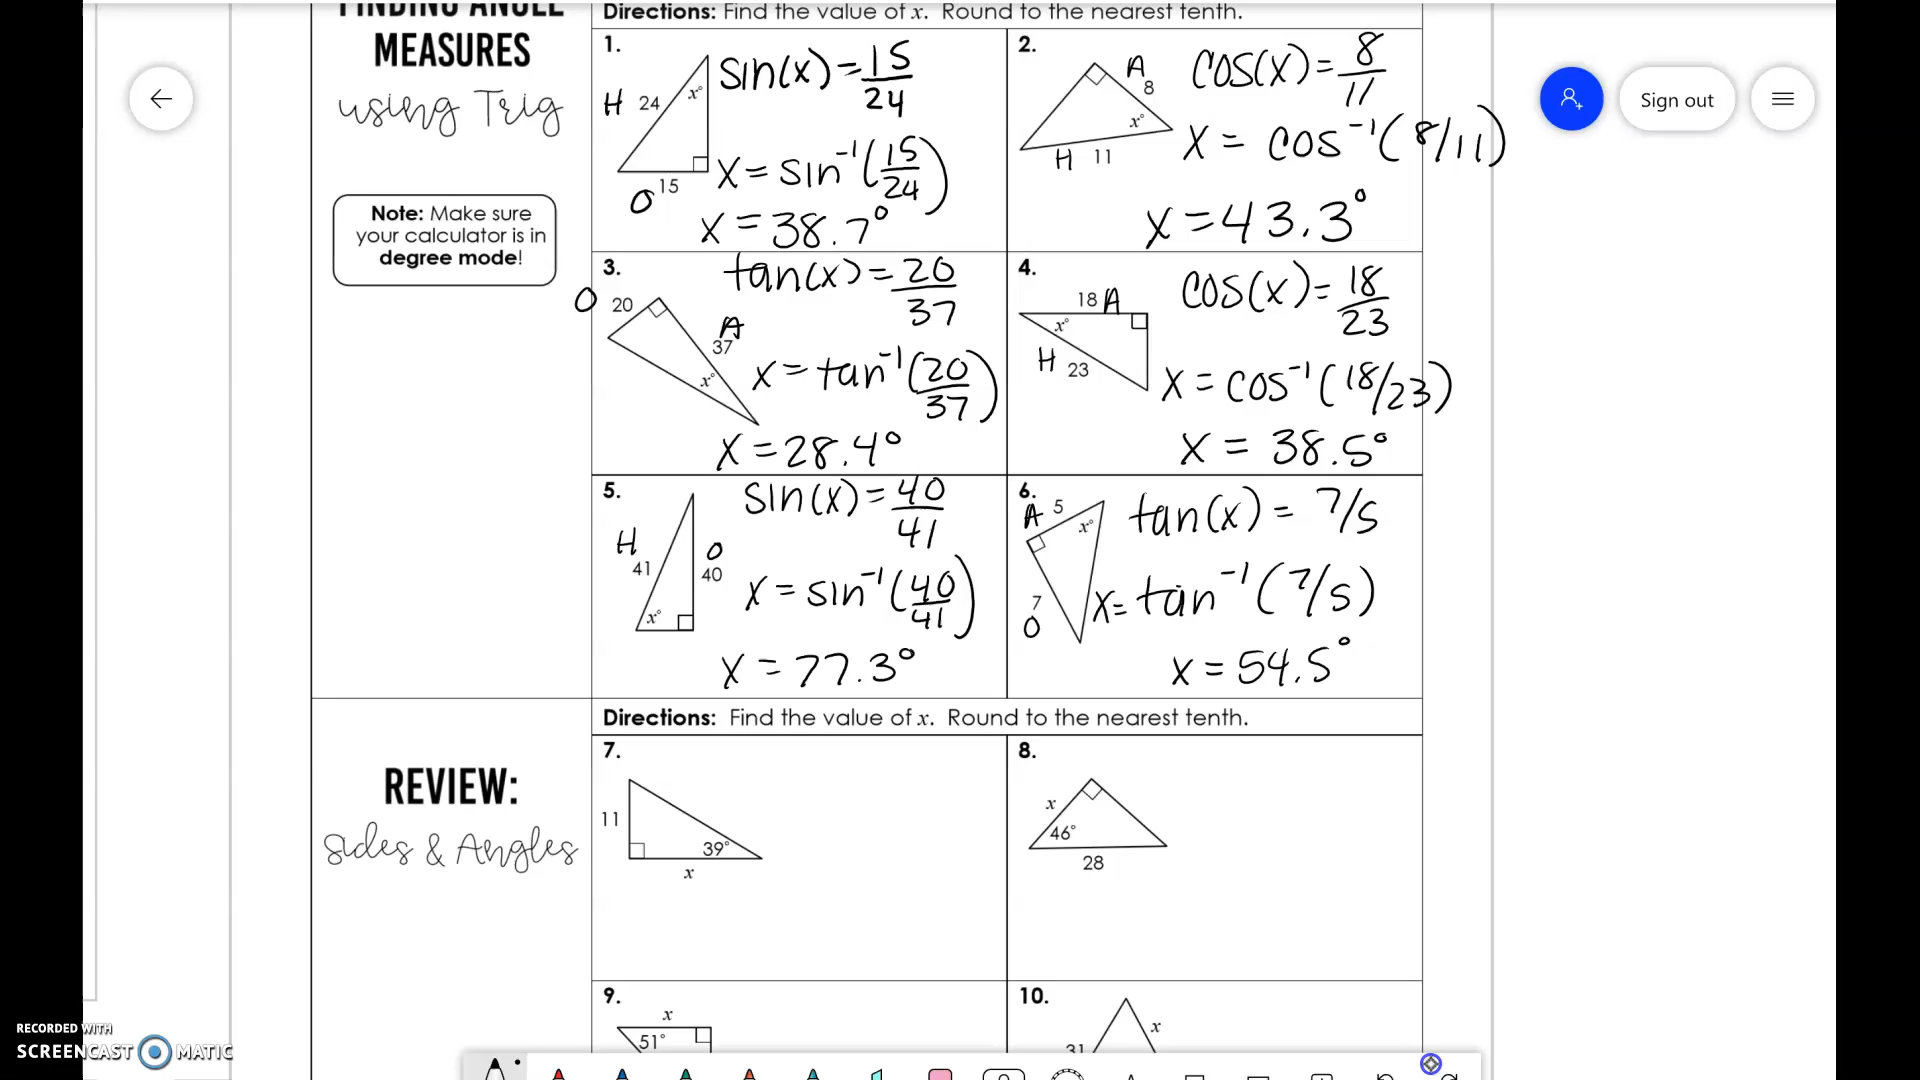 FINDING ANGLE
MEASURES
using Trig
Note: Make sure
your calculator is in
degree mode!
Directions: Find the value of x. Round to the nearest tenth.
1.
H 24
x°
O 15
sin(x) = 15/24
x = sin⁻¹(15/24)
x = 38.7°
2.
A
8
x°
H 11
cos(x) = 8/11
x = cos⁻¹(8/11)
x = 43.3°
3.
O 20
A
37
x°
tan(x) = 20/37
x = tan⁻¹(20/37)
x = 28.4°
4.
18 A
x°
H 23
cos(x) = 18/23
x = cos⁻¹(18/23)
x = 38.5°
5.
H
41
O
40
x°
sin(x) = 40/41
x = sin⁻¹(40/41)
x = 77.3°
6.
A 5
x°
7
O
tan(x) = 7/5
x = tan⁻¹(7/5)
x = 54.5°
REVIEW:
Sides & Angles
Directions: Find the value of x. Round to the nearest tenth.
7.
11
39°
x
8.
x
46°
28
9.
x
51°
10.
x
31
Sign out
RECORDED WITH
SCREENCAST MATIC